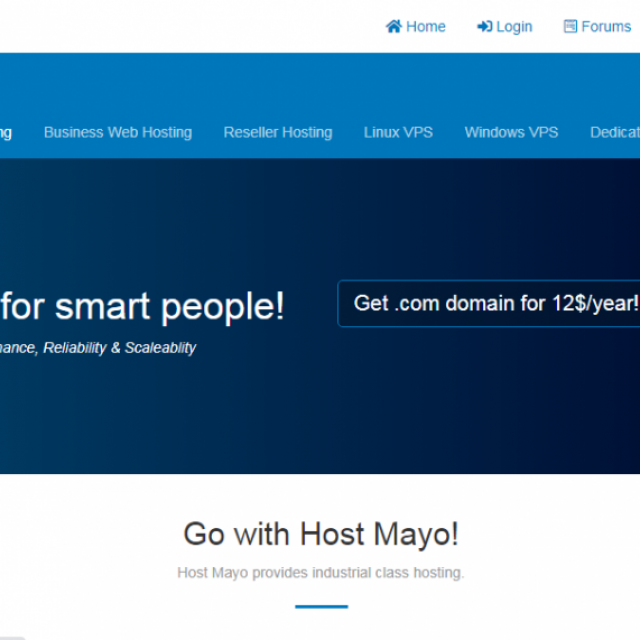 Home Login Forums
ng Business Web Hosting Reseller Hosting Linux VPS Windows VPS Dedicat
for smart people!
Get .com domain for 12$/year!
nance, Reliability & Scaleablity
Go with Host Mayo!
Host Mayo provides industrial class hosting.